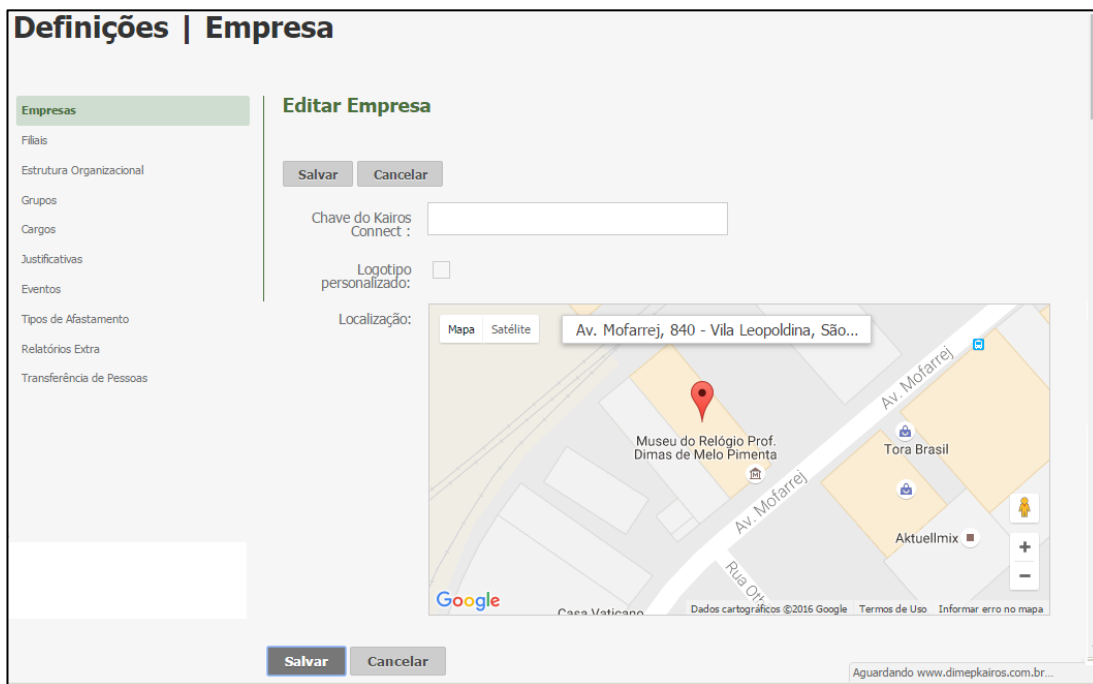 Definições | Empresa
Empresas
Filiais
Estrutura Organizacional
Grupos
Cargos
Justificativas
Eventos
Tipos de Afastamento
Relatórios Extra
Transferência de Pessoas
Editar Empresa
Salvar Cancelar
Chave do Kairos
Connect :
Logotipo
personalizado:
Localização:
Mapa Satélite
Av. Mofarrej, 840 - Vila Leopoldina, São...
Av. Mofarrej
Museu do Relógio Prof.
Dimas de Melo Pimenta
Tora Brasil
Av. Mofarrej
Aktuellmix
+
−
Rua Oth
Google
Casa Vaticano
Dados cartográficos ©2016 Google Termos de Uso Informar erro no mapa
Salvar Cancelar
Aguardando www.dimepkairos.com.br...